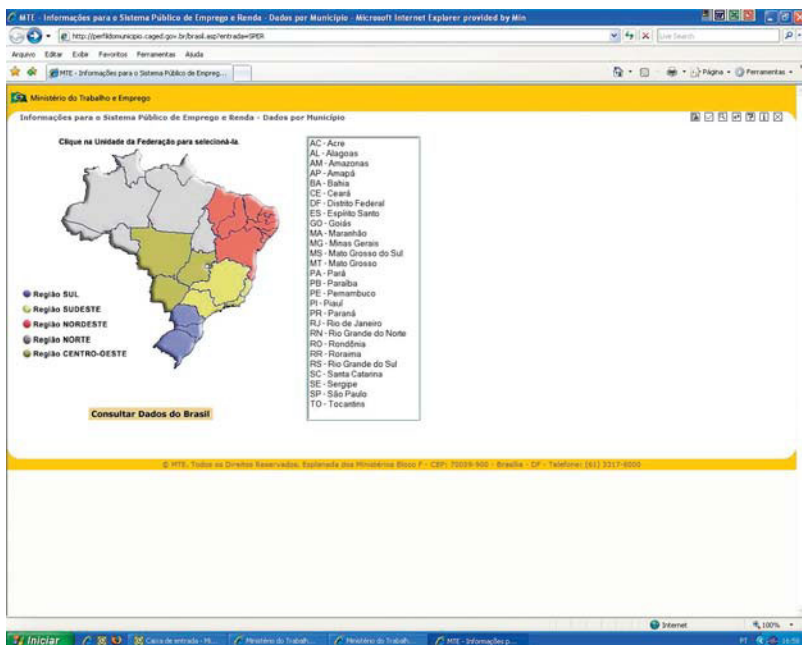 MTE - Informações para o Sistema Público de Emprego e Renda - Dados por Município - Microsoft Internet Explorer provided by Min
http://perfildomunicipio.caged.gov.br/brasil.asp?entrada=SPER
Live Search
Arquivo Editar Exibir Favoritos Ferramentas Ajuda
MTE - Informações para o Sistema Público de Empreg...
Página
Ferramentas
Ministério do Trabalho e Emprego
Informações para o Sistema Público de Emprego e Renda - Dados por Município
Clique na Unidade da Federação para selecioná-la.
AC - Acre
AL - Alagoas
AM - Amazonas
AP - Amapá
BA - Bahia
CE - Ceará
DF - Distrito Federal
ES - Espírito Santo
GO - Goiás
MA - Maranhão
MG - Minas Gerais
MS - Mato Grosso do Sul
MT - Mato Grosso
PA - Pará
PB - Paraíba
PE - Pernambuco
PI - Piauí
PR - Paraná
RJ - Rio de Janeiro
RN - Rio Grande do Norte
RO - Rondônia
RR - Roraima
RS - Rio Grande do Sul
SC - Santa Catarina
SE - Sergipe
SP - São Paulo
TO - Tocantins
Região SUL
Região SUDESTE
Região NORDESTE
Região NORTE
Região CENTRO-OESTE
Consultar Dados do Brasil
© MTE. Todos os Direitos Reservados. Esplanada dos Ministérios Bloco F - CEP: 70059-900 - Brasília - DF - Telefone: (61) 3317-6000
Internet
100%
Iniciar
Caixa de entrada - Mi...
Ministério do Trabalh...
Ministério do Trabalh...
MTE - Informações p...
PT